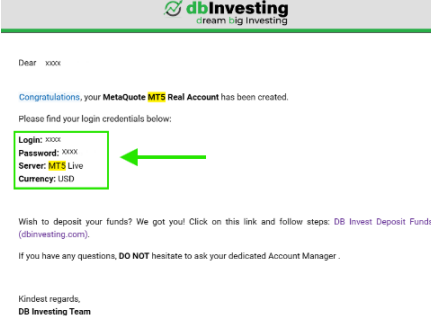 dbInvesting
dream big Investing
Dear xxxx
Congratulations, your MetaQuote MT5 Real Account has been created.
Please find your login credentials below:
Login: xxxx
Password: xxxx
Server: MT5 Live
Currency: USD
Wish to deposit your funds? We got you! Click on this link and follow steps: DB Invest Deposit Funds
(dbinvesting.com).
If you have any questions, DO NOT hesitate to ask your dedicated Account Manager .
Kindest regards,
DB Investing Team